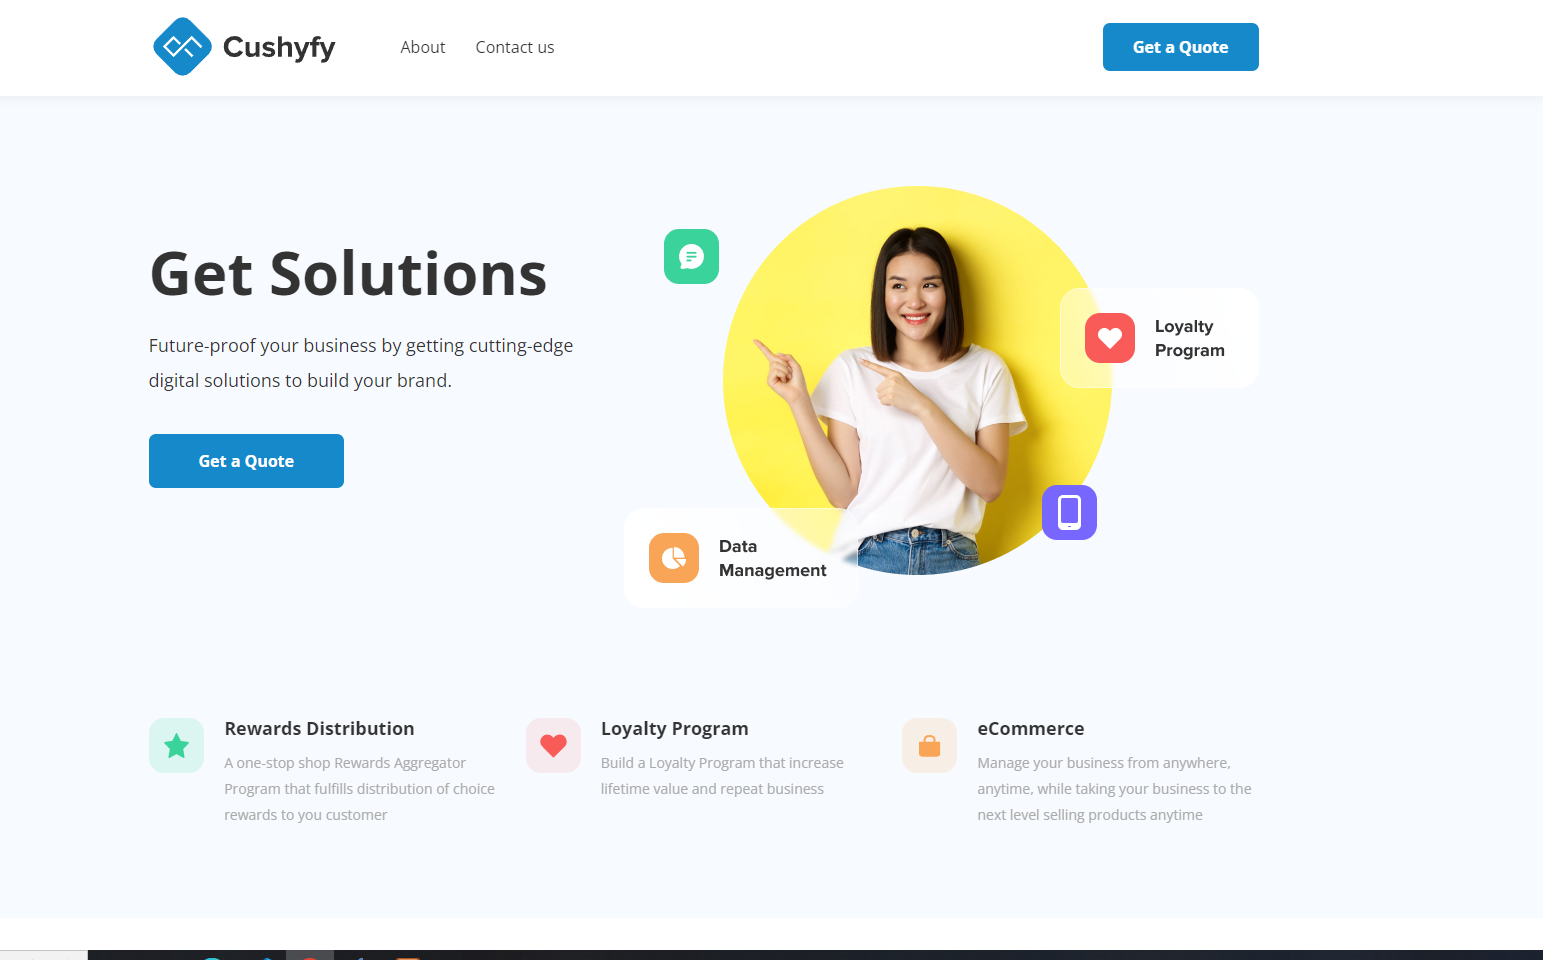 Cushyfy
About
Contact us
Get a Quote
Get Solutions
Future-proof your business by getting cutting-edge
digital solutions to build your brand.
Get a Quote
Loyalty
Program
Data
Management
Rewards Distribution
A one-stop shop Rewards Aggregator
Program that fulfills distribution of choice
rewards to you customer
Loyalty Program
Build a Loyalty Program that increase
lifetime value and repeat business
eCommerce
Manage your business from anywhere,
anytime, while taking your business to the
next level selling products anytime